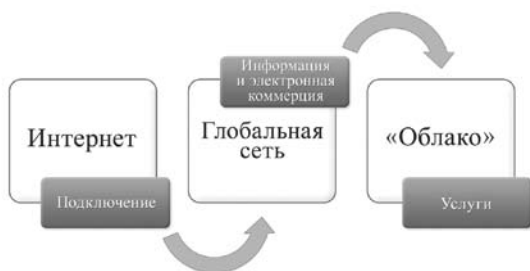 Интернет
Подключение
Информация
и электронная
коммерция
Глобальная
сеть
«Облако»
Услуги